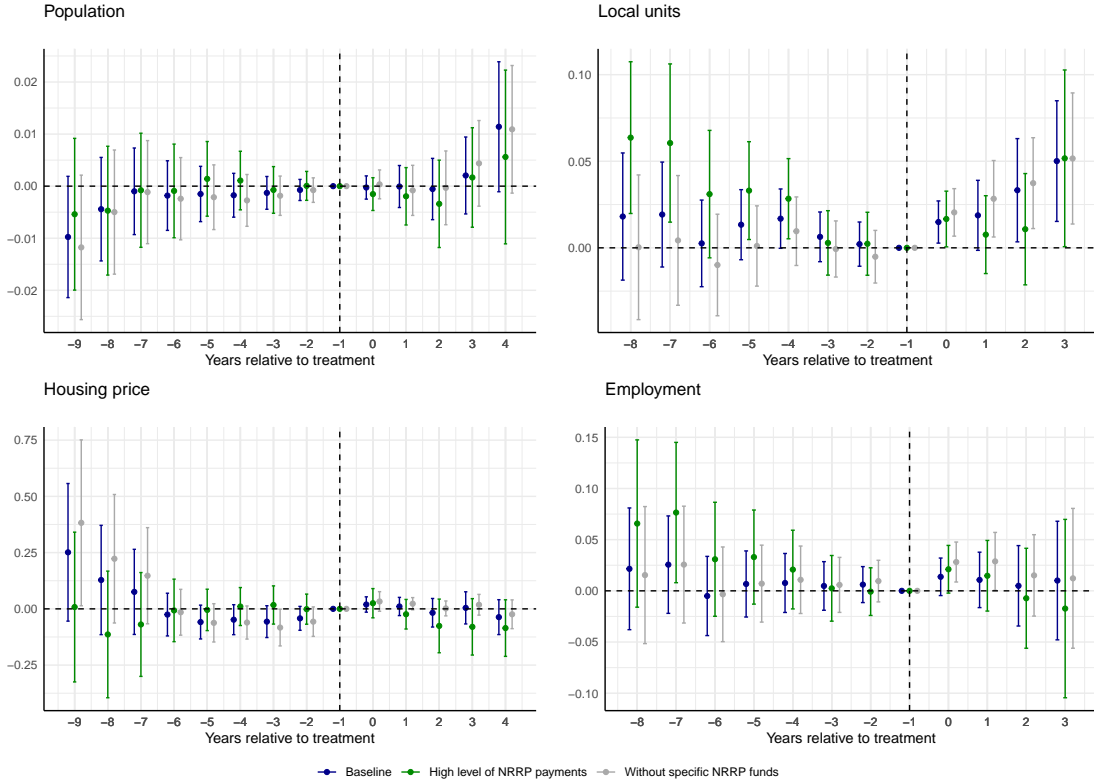 Population
0.02
0.01
0.00
−0.01
−0.02
−9 −8 −7 −6 −5 −4 −3 −2 −1 0 1 2 3 4
Years relative to treatment
Local units
0.10
0.05
0.00
−8 −7 −6 −5 −4 −3 −2 −1 0 1 2 3
Years relative to treatment
Housing price
0.75
0.50
0.25
0.00
−0.25
−9 −8 −7 −6 −5 −4 −3 −2 −1 0 1 2 3 4
Years relative to treatment
Employment
0.15
0.10
0.05
0.00
−0.05
−0.10
−8 −7 −6 −5 −4 −3 −2 −1 0 1 2 3
Years relative to treatment
Baseline High level of NRRP payments Without specific NRRP funds